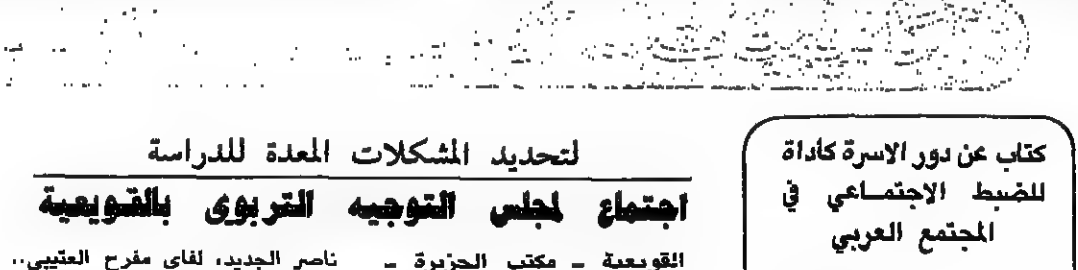 كتاب عن دور الاسرة كأداة
للضبط الاجتماعي في
المجتمع العربي
لتحديد المشكلات المعدة للدراسة
اجتماع لمجلس التوجيه التربوى بالقويعية
القويعية - مكتب الجزيرة -
ناصر الجديد، لفاي مفرح العتيبي..